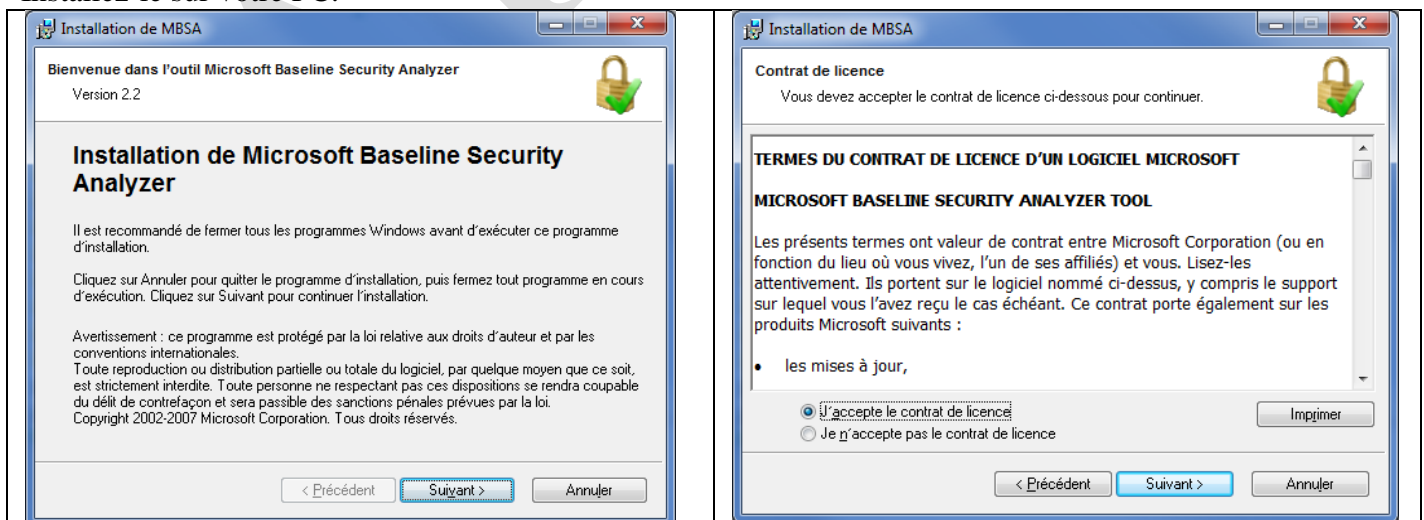 Installation de MBSA
Bienvenue dans l'outil Microsoft Baseline Security Analyzer
Version 2.2
Installation de Microsoft Baseline Security
Analyzer
Il est recommandé de fermer tous les programmes Windows avant d'exécuter ce programme
d'installation.
Cliquez sur Annuler pour quitter le programme d'installation, puis fermez tout programme en cours
d'exécution. Cliquez sur Suivant pour continuer l'installation.
Avertissement : ce programme est protégé par la loi relative aux droits d'auteur et par les
conventions internationales.
Toute reproduction ou distribution partielle ou totale du logiciel, par quelque moyen que ce soit,
est strictement interdite. Toute personne ne respectant pas ces dispositions se rendra coupable
du délit de contrefaçon et sera passible des sanctions pénales prévues par la loi.
Copyright 2002-2007 Microsoft Corporation. Tous droits réservés.
< Précédent Suivant > Annuler
Installation de MBSA
Contrat de licence
Vous devez accepter le contrat de licence ci-dessous pour continuer.
TERMES DU CONTRAT DE LICENCE D'UN LOGICIEL MICROSOFT
MICROSOFT BASELINE SECURITY ANALYZER TOOL
Les présents termes ont valeur de contrat entre Microsoft Corporation (ou en
fonction du lieu où vous vivez, l'un de ses affiliés) et vous. Lisez-les
attentivement. Ils portent sur le logiciel nommé ci-dessus, y compris le support
sur lequel vous l'avez reçu le cas échéant. Ce contrat porte également sur les
produits Microsoft suivants :
• les mises à jour,
J'accepte le contrat de licence
Imprimer
Je n'accepte pas le contrat de licence
< Précédent Suivant > Annuler